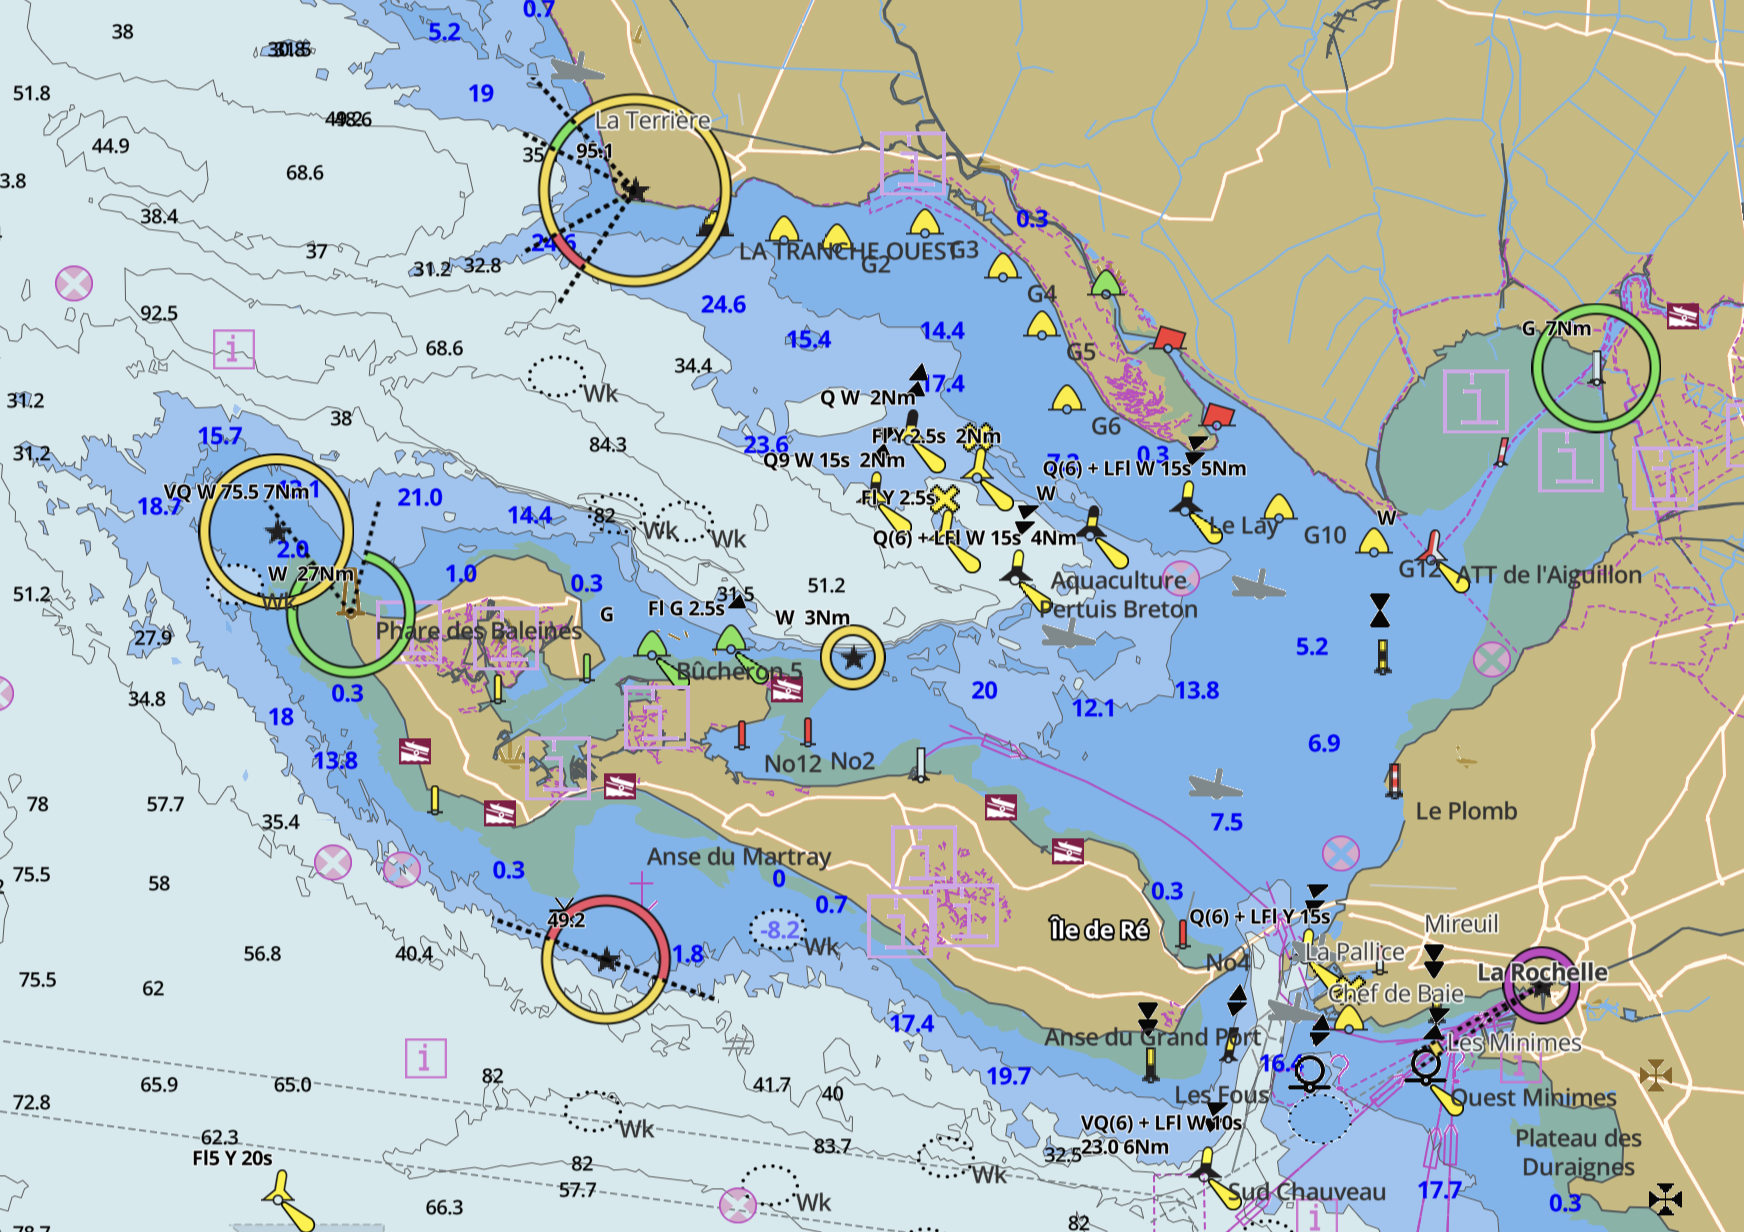 0.7
38
5.2
51.8
19
La Terrière
44.9
35
95.1
68.6
3.8
38.4
0.3
37
24.6
LA TRANCHE OUEST
G3
G2
31.2
32.8
G4
92.5
24.6
G 7Nm
15.4
14.4
68.6
G5
34.4
17.4
Wk
31.2
Q W 2Nm
38
G6
15.7
84.3
23.6
Fl Y 2.5s 2Nm
31.2
Q9 W 15s 2Nm
7.2
0.3
Q(6) + LFl W 15s 5Nm
VQ W 75.5 7Nm
21.0
Fl Y 2.5s
W
18.7
14.4
82
Wk
Wk
W
Le Lay
G10
Q(6) + LFl W 15s 4Nm
2.0
W 27Nm
1.0
0.3
51.2
Aquaculture
Pertuis Breton
G12
ATT de l'Aiguillon
51.2
Wk
31.5
G
Fl G 2.5s
W 3Nm
27.9
Phare des Baleines
5.2
Bûcheron 5
34.8
0.3
20
13.8
18
12.1
6.9
13.8
No12
No2
78
57.7
Le Plomb
35.4
7.5
Anse du Martray
75.5
58
0.3
0
0.3
0.7
49.2
Q(6) + LFl Y 15s
-8.2
Île de Ré
Mireuil
56.8
40.4
1.8
Wk
La Pallice
No4
La Rochelle
75.5
62
Chef de Baie
17.4
Anse du Grand Port
Les Minimes
16.4
82
19.7
65.9
65.0
41.7
40
Les Fous
Ouest Minimes
72.8
Wk
VQ(6) + LFl W 10s
23.0 6Nm
62.3
83.7
32.5
Plateau des
Duraignes
Fl5 Y 20s
82
57.7
Wk
Wk
Sud Chauveau
17.7
0.3
66.3
82
78.7